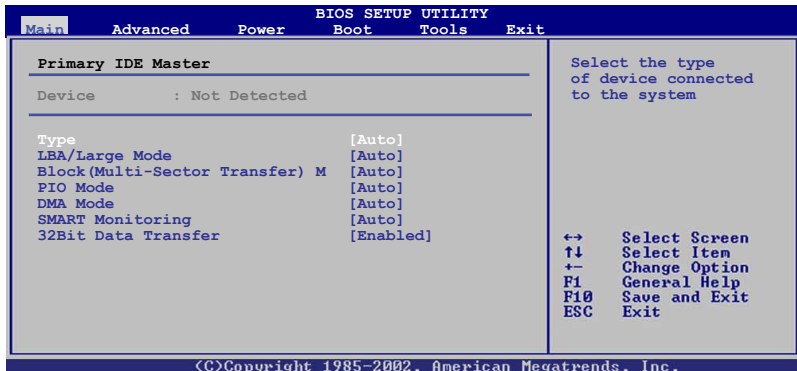 BIOS SETUP UTILITY
Main Advanced Power Boot Tools Exit
Primary IDE Master
Device : Not Detected
Type [Auto]
LBA/Large Mode [Auto]
Block(Multi-Sector Transfer) M [Auto]
PIO Mode [Auto]
DMA Mode [Auto]
SMART Monitoring [Auto]
32Bit Data Transfer [Enabled]
Select the type
of device connected
to the system
←→ Select Screen
↑↓ Select Item
+- Change Option
F1 General Help
F10 Save and Exit
ESC Exit
(C)Copyright 1985-2002, American Megatrends, Inc.